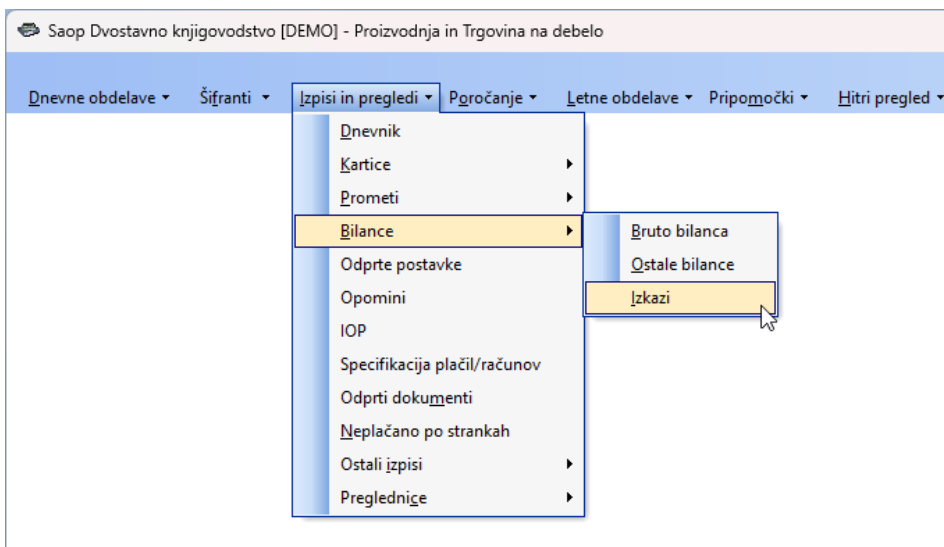 Saop Dvostavno knjigovodstvo [DEMO] - Proizvodnja in Trgovina na debelo
Dnevne obdelave Šifranti Izpisi in pregledi Poročanje Letne obdelave Pripomočki Hitri pregled
Dnevnik
Kartice
Prometi
Bilance
Odprte postavke
Opomini
IOP
Specifikacija plačil/računov
Odprti dokumenti
Neplačano po strankah
Ostali izpisi
Preglednice
Bruto bilanca
Ostale bilance
Izkazi